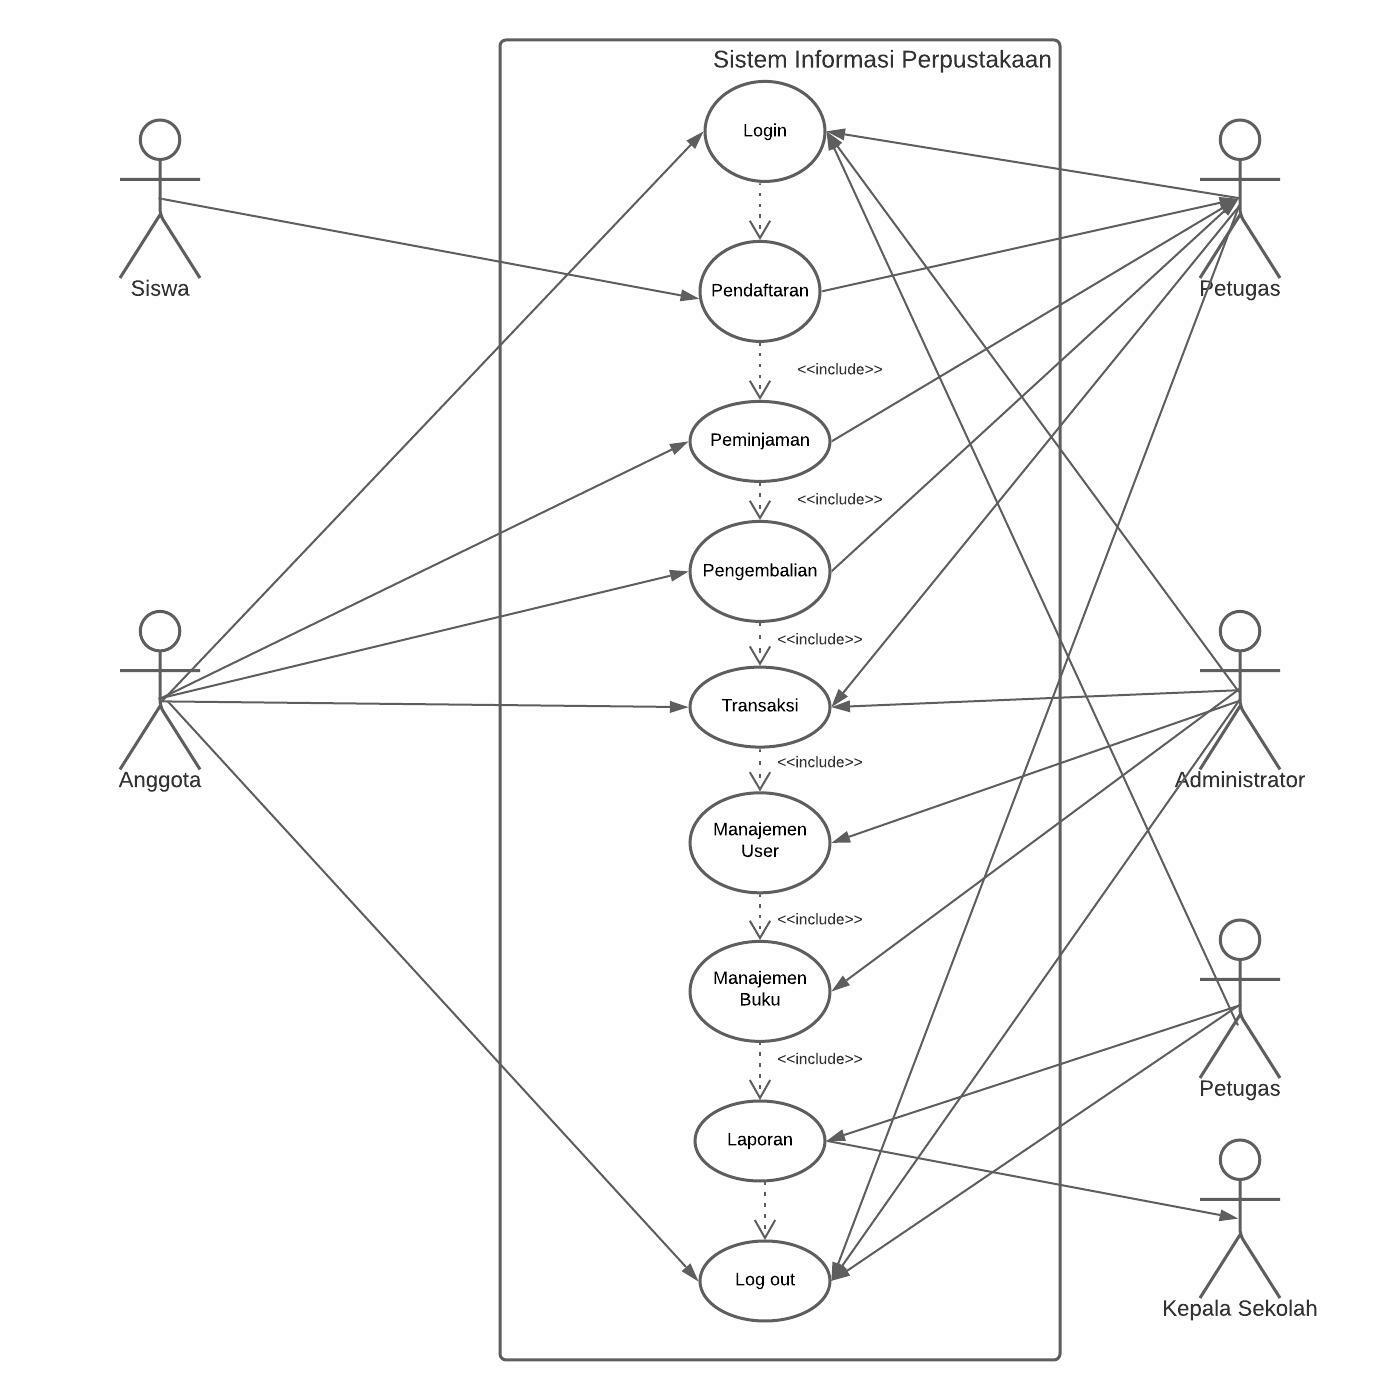 Sistem Informasi Perpustakaan
Login
Siswa
Pendaftaran
Petugas
<<include>>
Peminjaman
<<include>>
Pengembalian
<<include>>
Transaksi
<<include>>
Anggota
Administrator
Manajemen
User
<<include>>
Manajemen
Buku
<<include>>
Petugas
Laporan
Log out
Kepala Sekolah